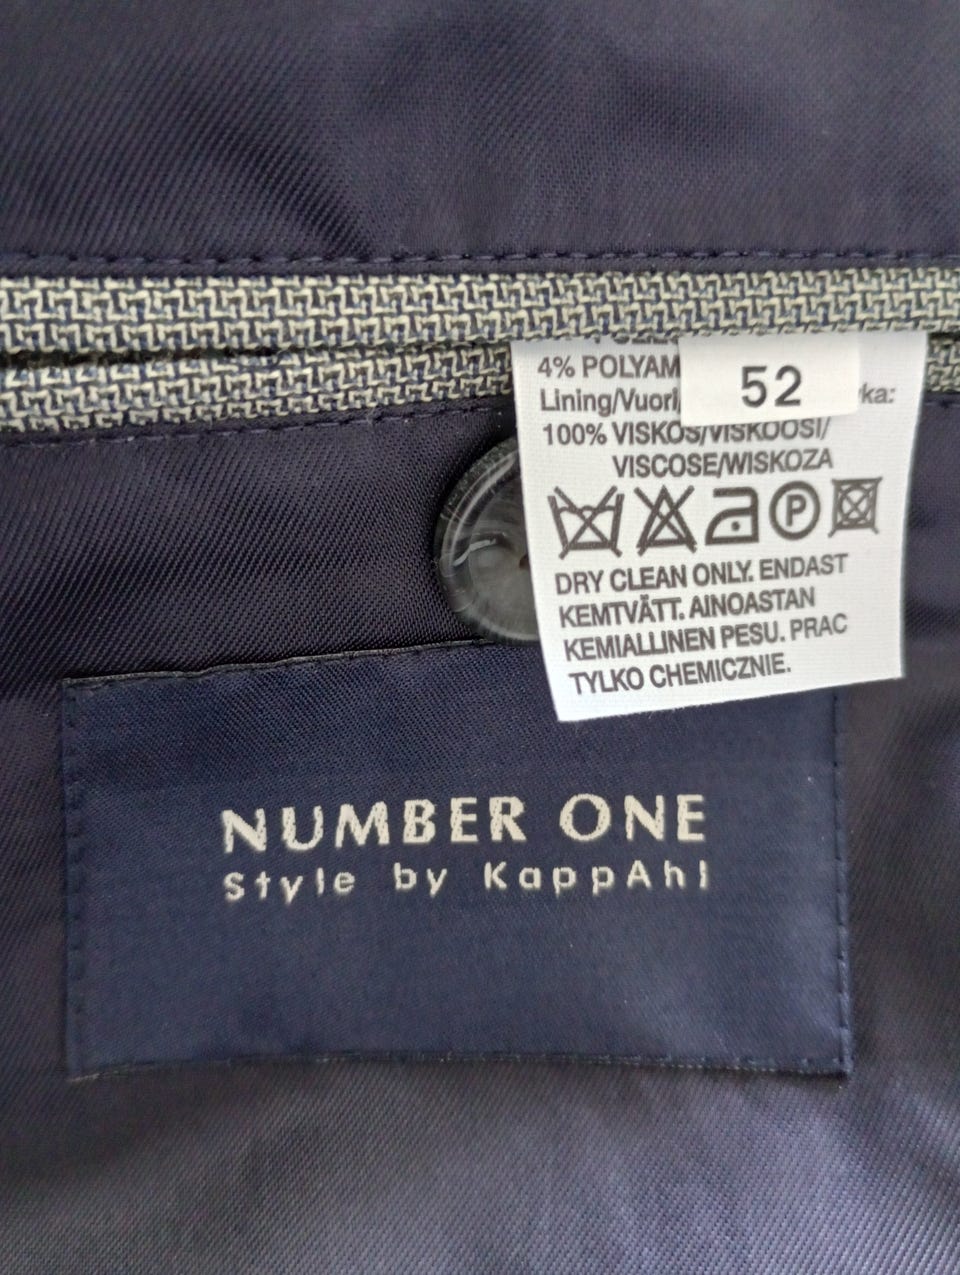 4% POLYAM
52
Lining/Vuori/
ka:
100% VISKOS/VISKOOSI/
VISCOSE/WISKOZA
P
DRY CLEAN ONLY. ENDAST
KEMTVÄTT. AINOASTAN
KEMIALLINEN PESU. PRAC
TYLKO CHEMICZNIE.
NUMBER ONE
Style by KappAhl